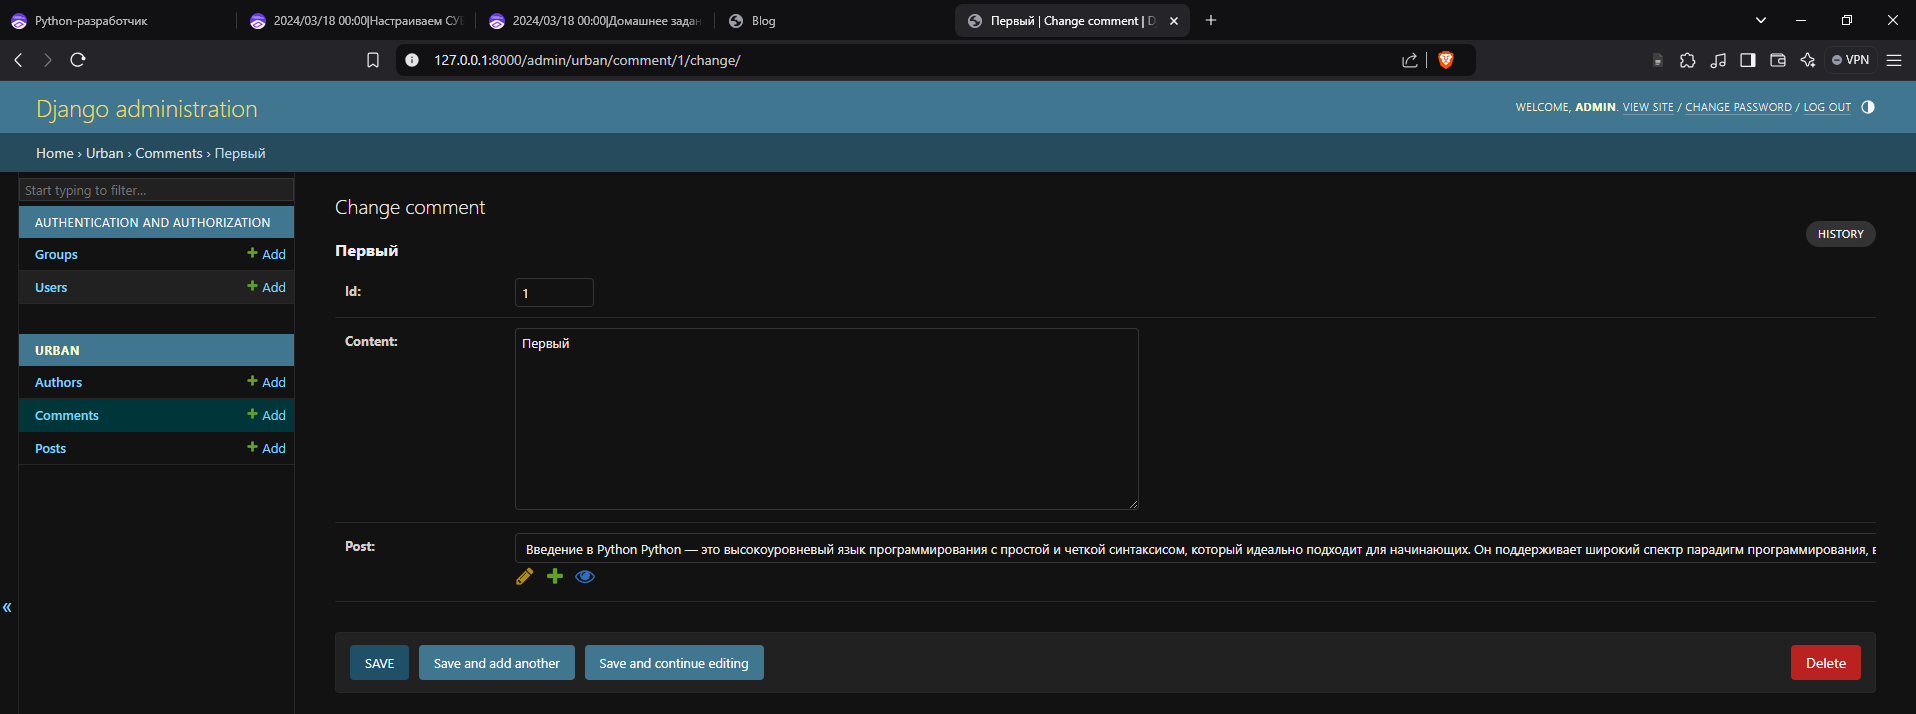 Python-разработчик
2024/03/18 00:00|Настраиваем СУ
2024/03/18 00:00|Домашнее задан
Blog
Первый | Change comment | D
127.0.0.1:8000/admin/urban/comment/1/change/
VPN
Django administration
WELCOME, ADMIN. VIEW SITE / CHANGE PASSWORD / LOG OUT
Home › Urban › Comments › Первый
Start typing to filter...
AUTHENTICATION AND AUTHORIZATION
Groups + Add
Users + Add
URBAN
Authors + Add
Comments + Add
Posts + Add
«
Change comment
HISTORY
Первый
Id: 1
Content: Первый
Post: Введение в Python Python — это высокоуровневый язык программирования с простой и четкой синтаксисом, который идеально подходит для начинающих. Он поддерживает широкий спектр парадигм программирования, в
SAVE Save and add another Save and continue editing Delete